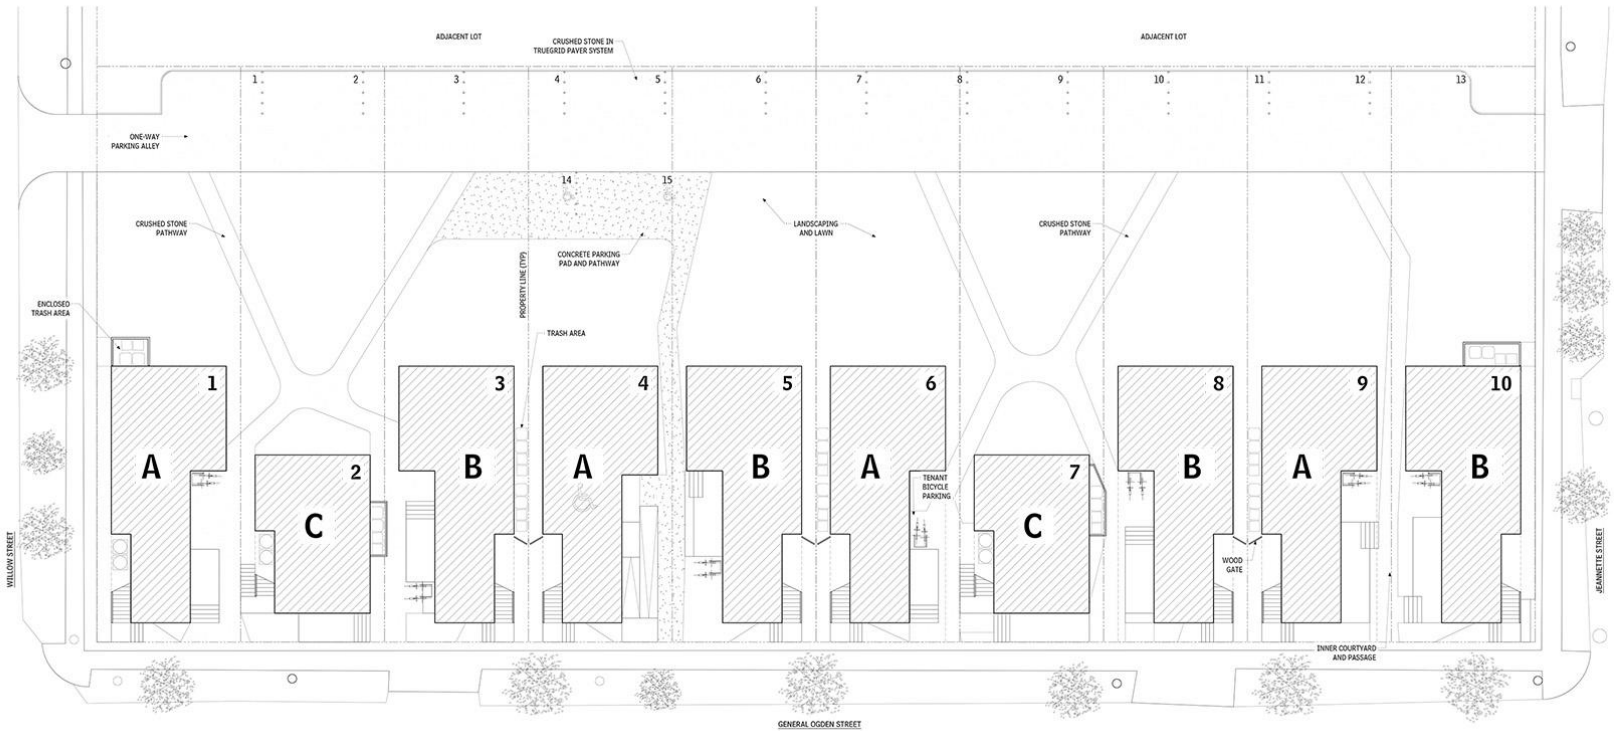 ADJACENT LOT
ADJACENT LOT
CRUSHED STONE IN
TRUEGRID PAVER SYSTEM
1
2
3
4
5
6
7
8
9
10
11
12
13
ONE-WAY
PARKING ALLEY
14
15
CRUSHED STONE
PATHWAY
LANDSCAPING
AND LAWN
CRUSHED STONE
PATHWAY
CONCRETE PARKING
PAD AND PATHWAY
PROPERTY LINE (TYP)
ENCLOSED
TRASH AREA
TRASH AREA
1
3
4
5
6
8
9
10
A
2
B
A
B
A
7
B
A
B
C
C
TENANT
BICYCLE
PARKING
WOOD
GATE
WILLOW STREET
JEANNETTE STREET
INNER COURTYARD
AND PASSAGE
GENERAL OGDEN STREET